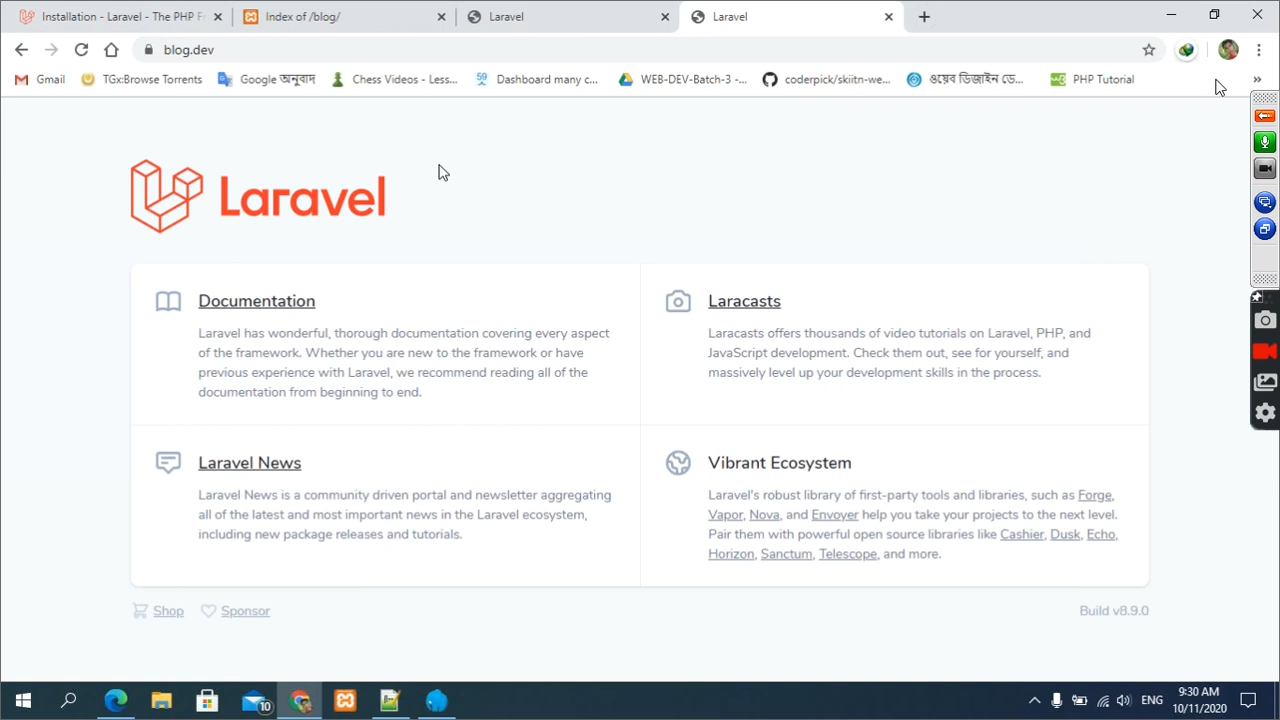 Installation - Laravel - The PHP Fr
Index of /blog/
Laravel
Laravel
blog.dev
Gmail
TGx:Browse Torrents
Google অনুবাদ
Chess Videos - Less...
59
Dashboard many c...
WEB-DEV-Batch-3 -...
coderpick/skiitn-we...
ওয়েব ডিজাইন ডে...
PHP Tutorial
»
Laravel
Documentation
Laravel has wonderful, thorough documentation covering every aspect
of the framework. Whether you are new to the framework or have
previous experience with Laravel, we recommend reading all of the
documentation from beginning to end.
Laracasts
Laracasts offers thousands of video tutorials on Laravel, PHP, and
JavaScript development. Check them out, see for yourself, and
massively level up your development skills in the process.
Laravel News
Laravel News is a community driven portal and newsletter aggregating
all of the latest and most important news in the Laravel ecosystem,
including new package releases and tutorials.
Vibrant Ecosystem
Laravel's robust library of first-party tools and libraries, such as Forge,
Vapor, Nova, and Envoyer help you take your projects to the next level.
Pair them with powerful open source libraries like Cashier, Dusk, Echo,
Horizon, Sanctum, Telescope, and more.
Shop
Sponsor
Build v8.9.0
10
ENG
9:30 AM
10/11/2020